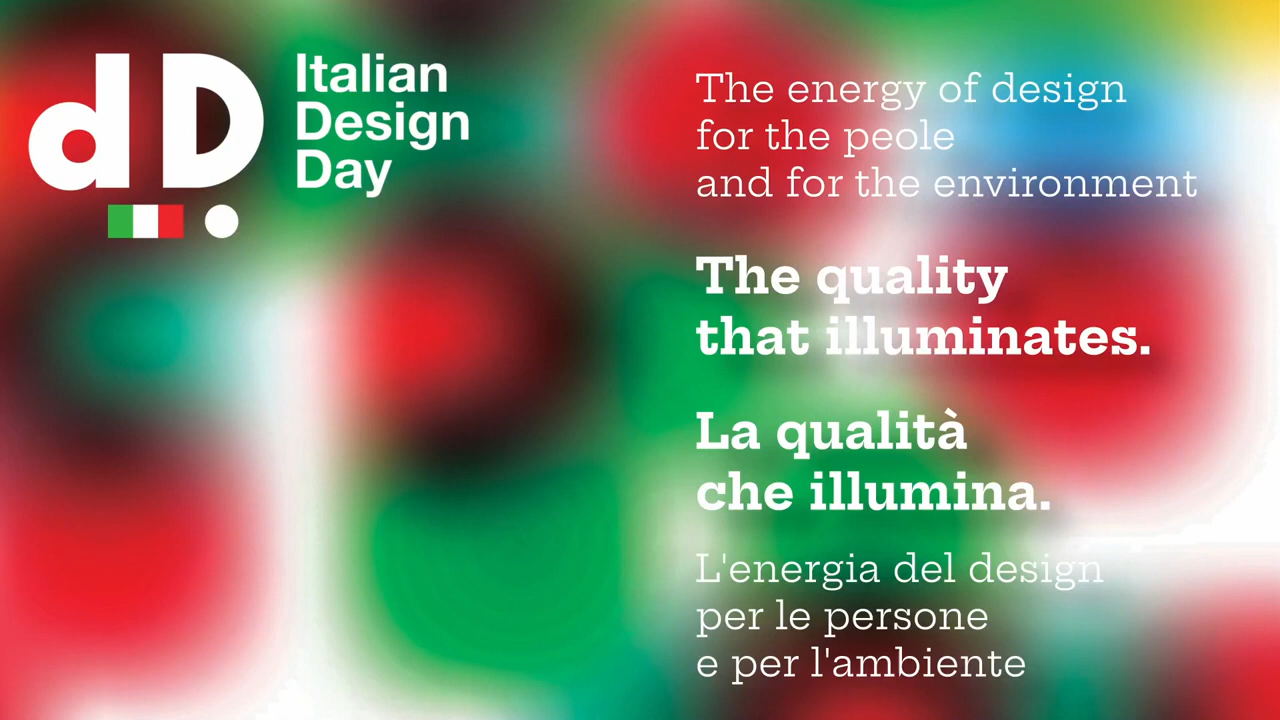 dD.
Italian
Design
Day
The energy of design
for the peole
and for the environment
The quality
that illuminates.
La qualità
che illumina.
L'energia del design
per le persone
e per l'ambiente